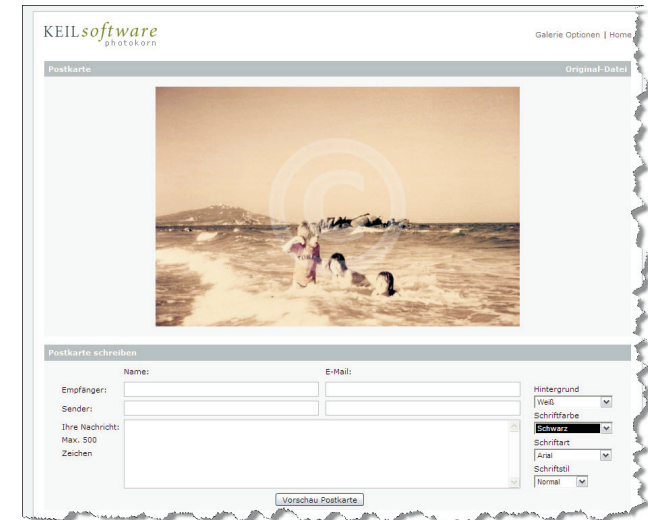 KEILsoftware
photokorn
Galerie Optionen | Home
Postkarte
Original-Datei
©
Postkarte schreiben
Name:
E-Mail:
Empfänger:
Sender:
Ihre Nachricht:
Max. 500
Zeichen
Hintergrund
Weiß
Schriftfarbe
Schwarz
Schriftart
Arial
Schriftstil
Normal
Vorschau Postkarte